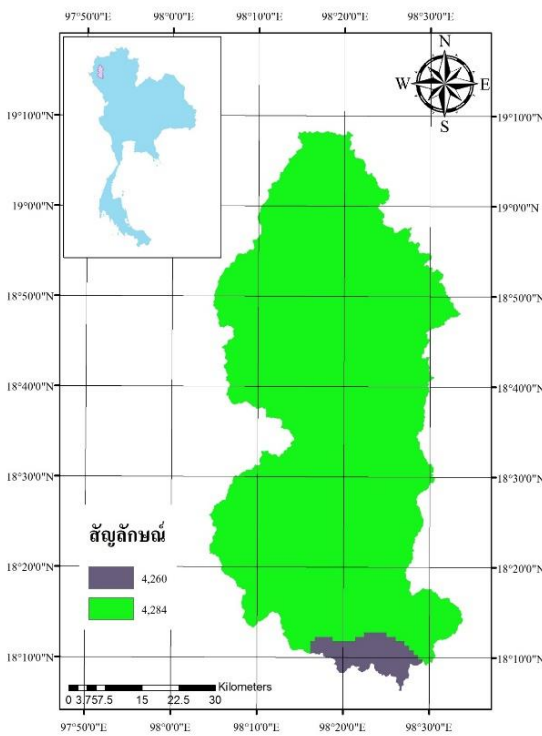 97°50'0"E 98°0'0"E 98°10'0"E 98°20'0"E 98°30'0"E
N
W E
S
19°10'0"N 19°10'0"N
19°0'0"N 19°0'0"N
18°50'0"N 18°50'0"N
18°40'0"N 18°40'0"N
18°30'0"N 18°30'0"N
สัญลักษณ์
4,260
18°20'0"N 18°20'0"N
4,284
18°10'0"N 18°10'0"N
Kilometers
0 3.757.5 15 22.5 30
97°50'0"E 98°0'0"E 98°10'0"E 98°20'0"E 98°30'0"E